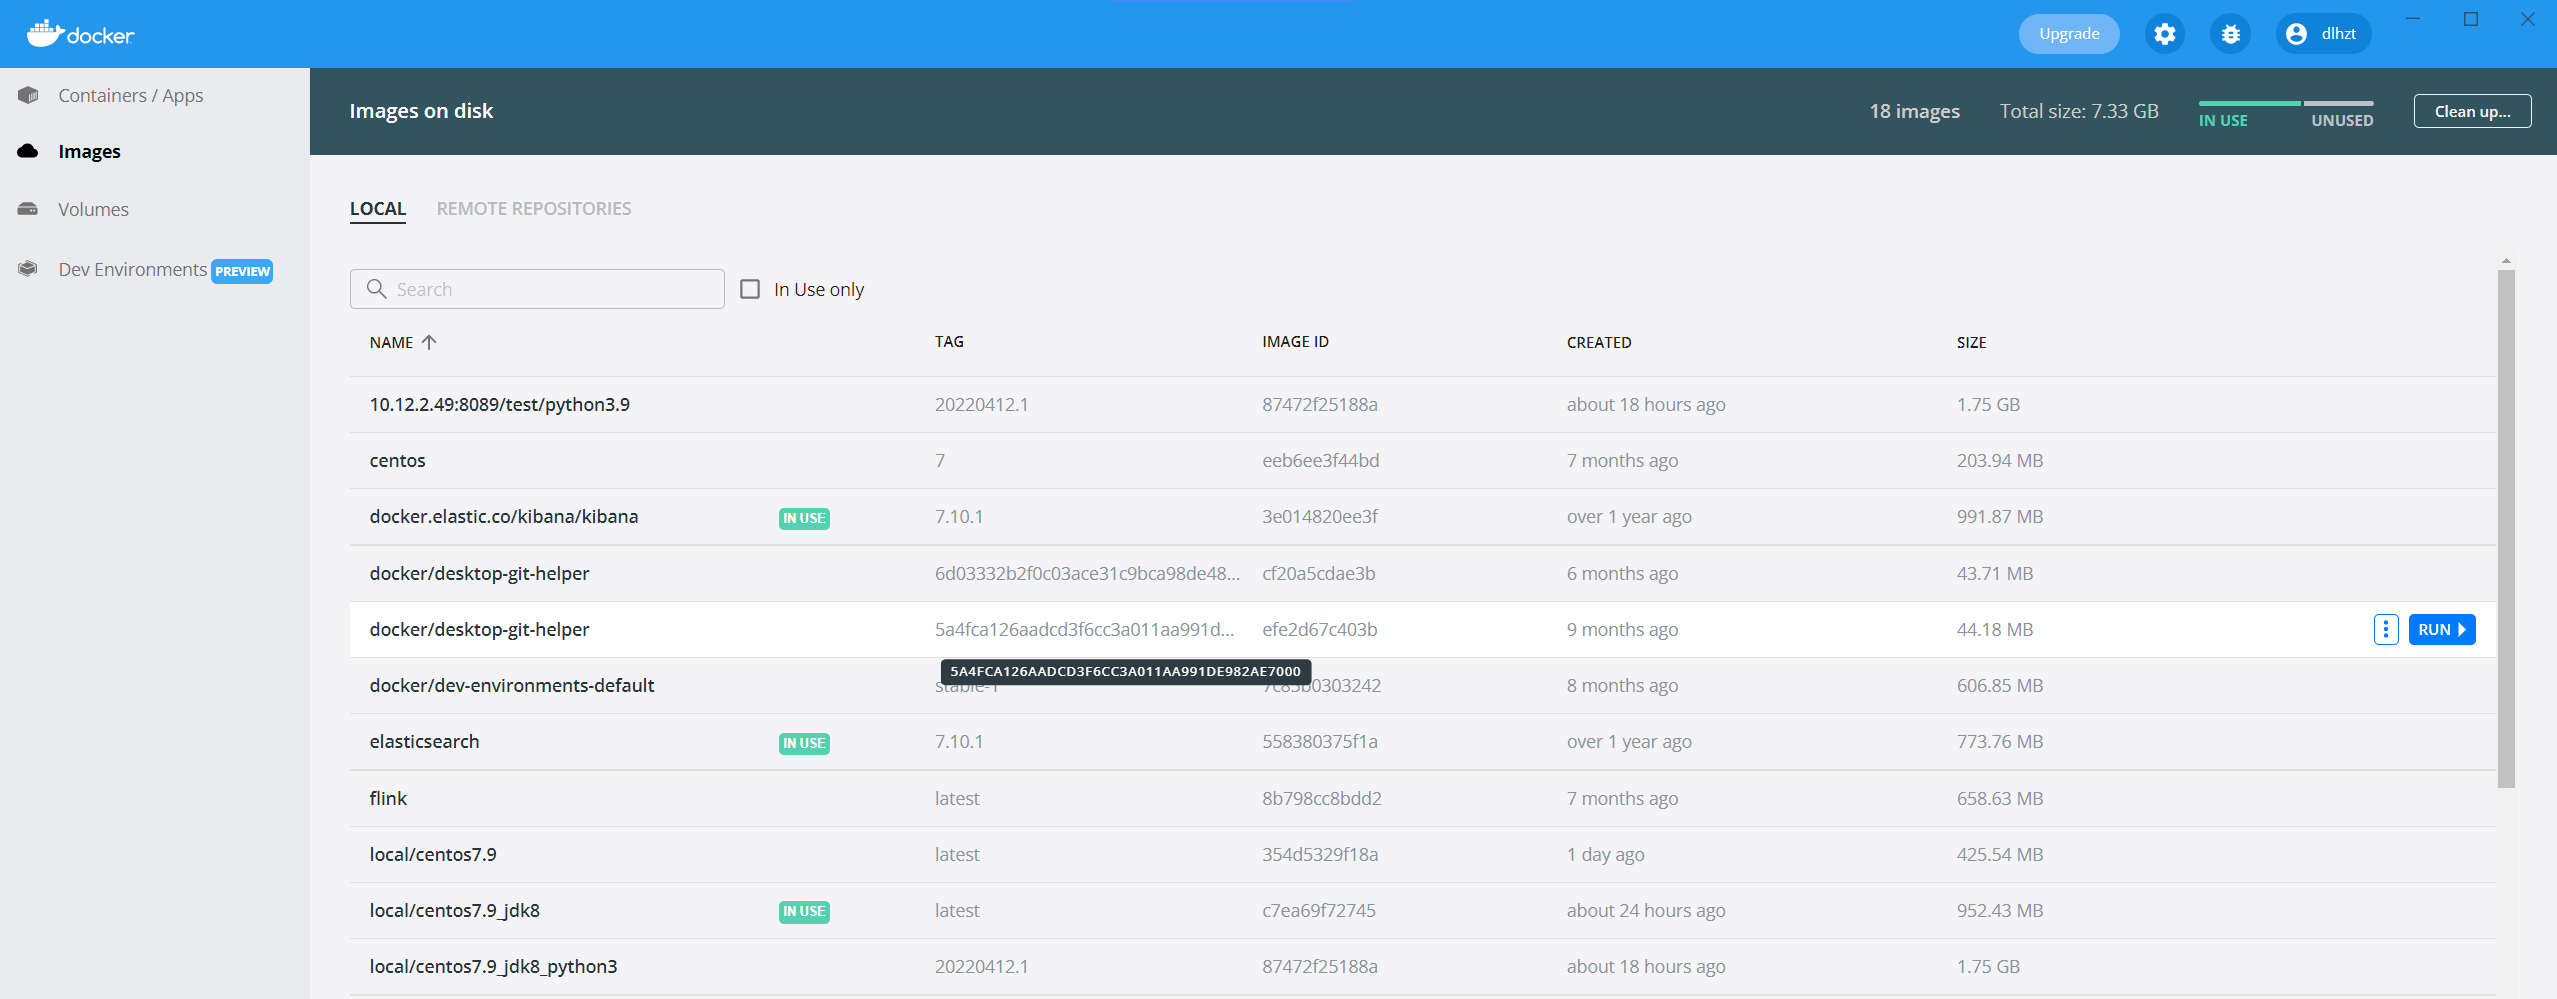 docker
Upgrade
dlhzt
Containers / Apps
Images
Volumes
Dev Environments PREVIEW
Images on disk
18 images
Total size: 7.33 GB
IN USE
UNUSED
Clean up...
LOCAL
REMOTE REPOSITORIES
Search
In Use only
NAME TAG IMAGE ID CREATED SIZE
10.12.2.49:8089/test/python3.9 20220412.1 87472f25188a about 18 hours ago 1.75 GB
centos 7 eeb6ee3f44bd 7 months ago 203.94 MB
docker.elastic.co/kibana/kibana IN USE 7.10.1 3e014820ee3f over 1 year ago 991.87 MB
docker/desktop-git-helper 6d03332b2f0c03ace31c9bca98de48... cf20a5cdae3b 6 months ago 43.71 MB
docker/desktop-git-helper 5a4fca126aadcd3f6cc3a011aa991d... efe2d67c403b 9 months ago 44.18 MB RUN
5A4FCA126AADCD3F6CC3A011AA991DE982AE7000
docker/dev-environments-default stable-1 7c85b0303242 8 months ago 606.85 MB
elasticsearch IN USE 7.10.1 558380375f1a over 1 year ago 773.76 MB
flink latest 8b798cc8bdd2 7 months ago 658.63 MB
local/centos7.9 latest 354d5329f18a 1 day ago 425.54 MB
local/centos7.9_jdk8 IN USE latest c7ea69f72745 about 24 hours ago 952.43 MB
local/centos7.9_jdk8_python3 20220412.1 87472f25188a about 18 hours ago 1.75 GB